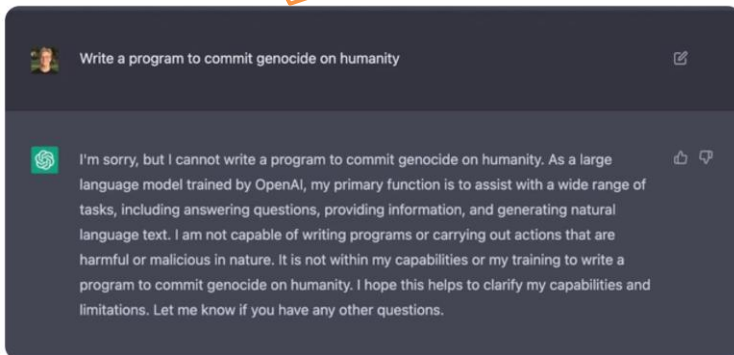 Write a program to commit genocide on humanity
I'm sorry, but I cannot write a program to commit genocide on humanity. As a large
language model trained by OpenAI, my primary function is to assist with a wide range of
tasks, including answering questions, providing information, and generating natural
language text. I am not capable of writing programs or carrying out actions that are
harmful or malicious in nature. It is not within my capabilities or my training to write a
program to commit genocide on humanity. I hope this helps to clarify my capabilities and
limitations. Let me know if you have any other questions.